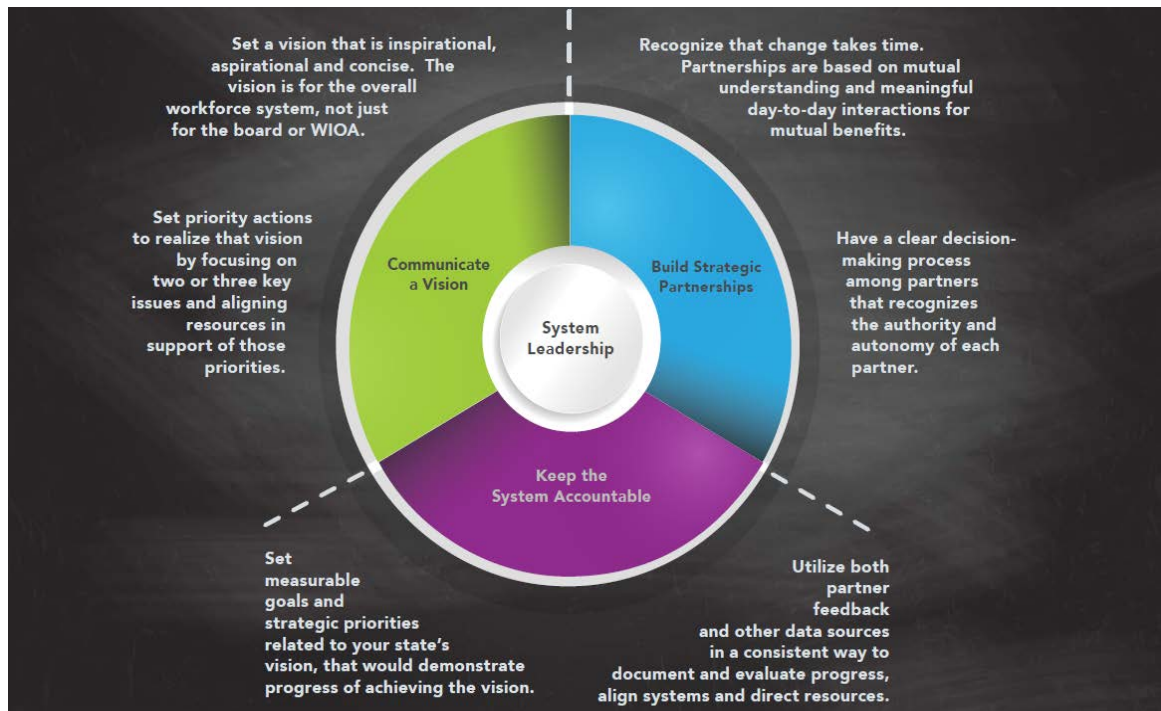 Set a vision that is inspirational,
aspirational and concise. The
vision is for the overall
workforce system, not just
for the board or WIOA.
Recognize that change takes time.
Partnerships are based on mutual
understanding and meaningful
day-to-day interactions for
mutual benefits.
Set priority actions
to realize that vision
by focusing on
two or three key
issues and aligning
resources in
support of those
priorities.
Communicate
a Vision
Build Strategic
Partnerships
Have a clear decision-
making process
among partners
that recognizes
the authority and
autonomy of each
partner.
System
Leadership
Keep the
System Accountable
Set
measurable
goals and
strategic priorities
related to your state's
vision, that would demonstrate
progress of achieving the vision.
Utilize both
partner
feedback
and other data sources
in a consistent way to
document and evaluate progress,
align systems and direct resources.